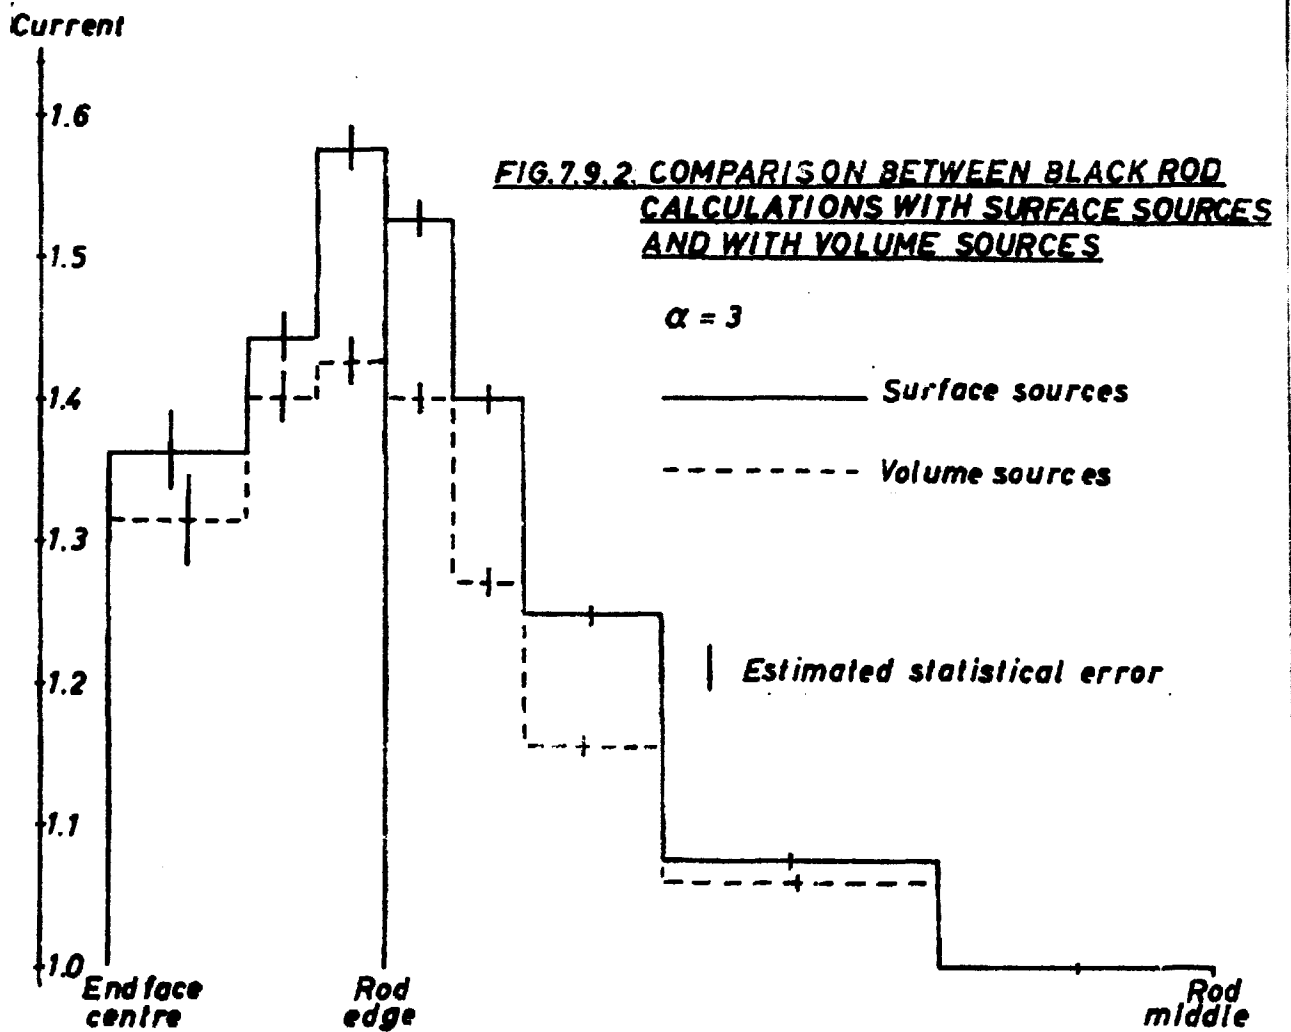 Current
1.6
FIG.7.9.2. COMPARISON BETWEEN BLACK ROD
CALCULATIONS WITH SURFACE SOURCES
AND WITH VOLUME SOURCES
1.5
α = 3
1.4
Surface sources
Volume sources
1.3
1.2
Estimated statistical error
1.1
1.0
End face
centre
Rod
edge
Rod
middle